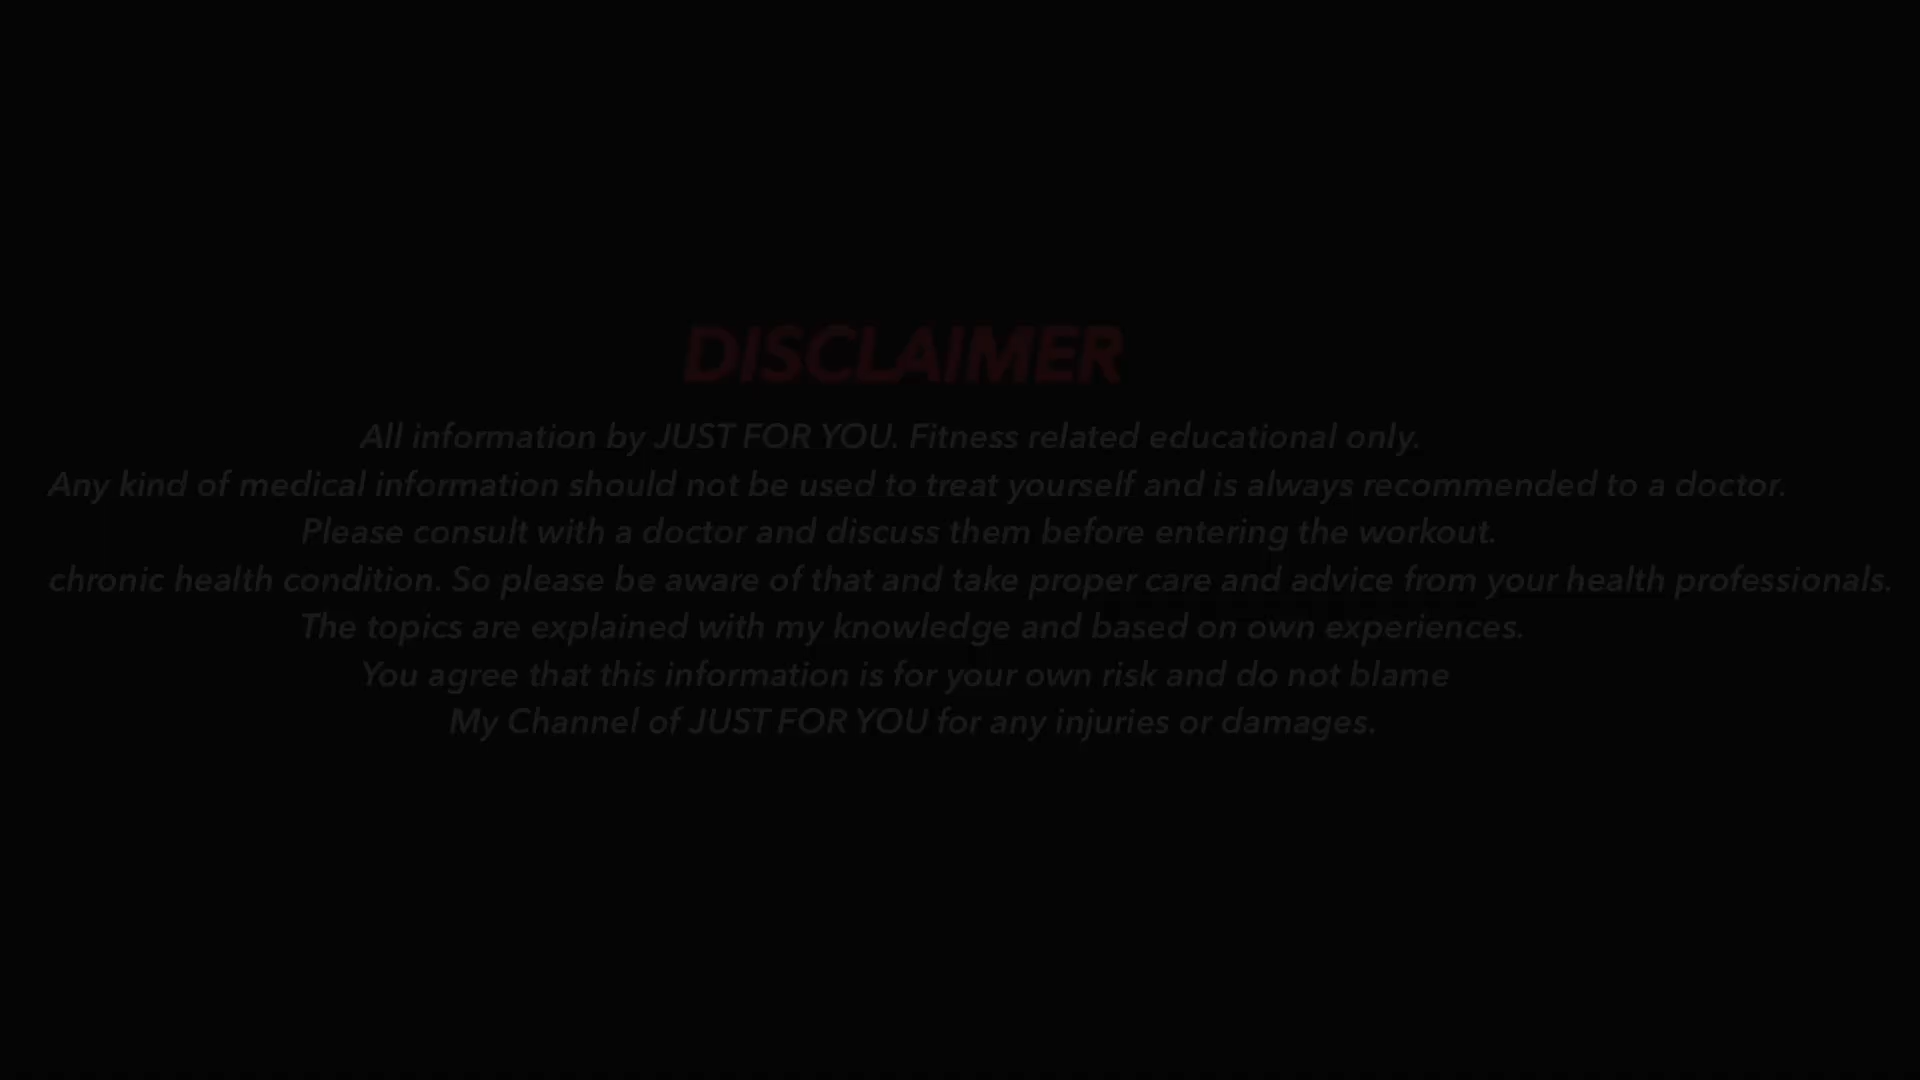 DISCLAIMER
All information by JUST FOR YOU. Fitness related educational only.
Any kind of medical information should not be used to treat yourself and is always recommended to a doctor.
Please consult with a doctor and discuss them before entering the workout.
chronic health condition. So please be aware of that and take proper care and advice from your health professionals.
The topics are explained with my knowledge and based on own experiences.
You agree that this information is for your own risk and do not blame
My Channel of JUST FOR YOU for any injuries or damages.